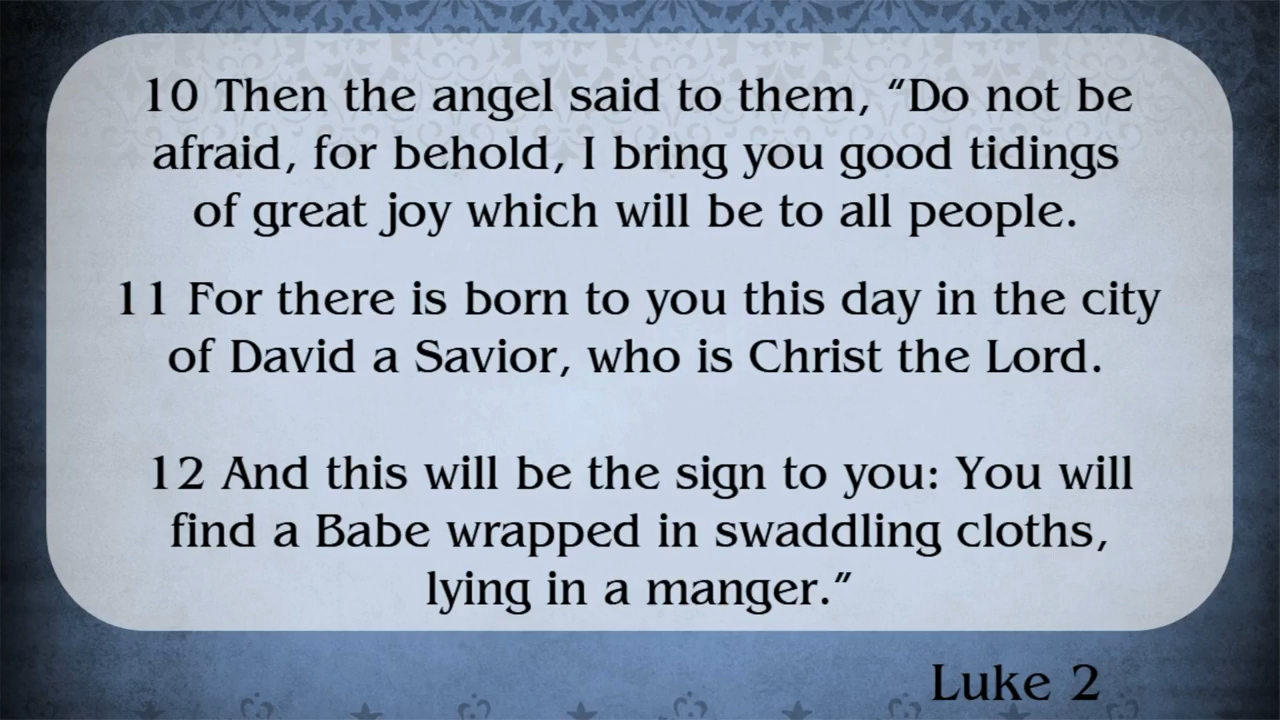 10 Then the angel said to them, “Do not be
afraid, for behold, I bring you good tidings
of great joy which will be to all people.
11 For there is born to you this day in the city
of David a Savior, who is Christ the Lord.
12 And this will be the sign to you: You will
find a Babe wrapped in swaddling cloths,
lying in a manger.”
Luke 2